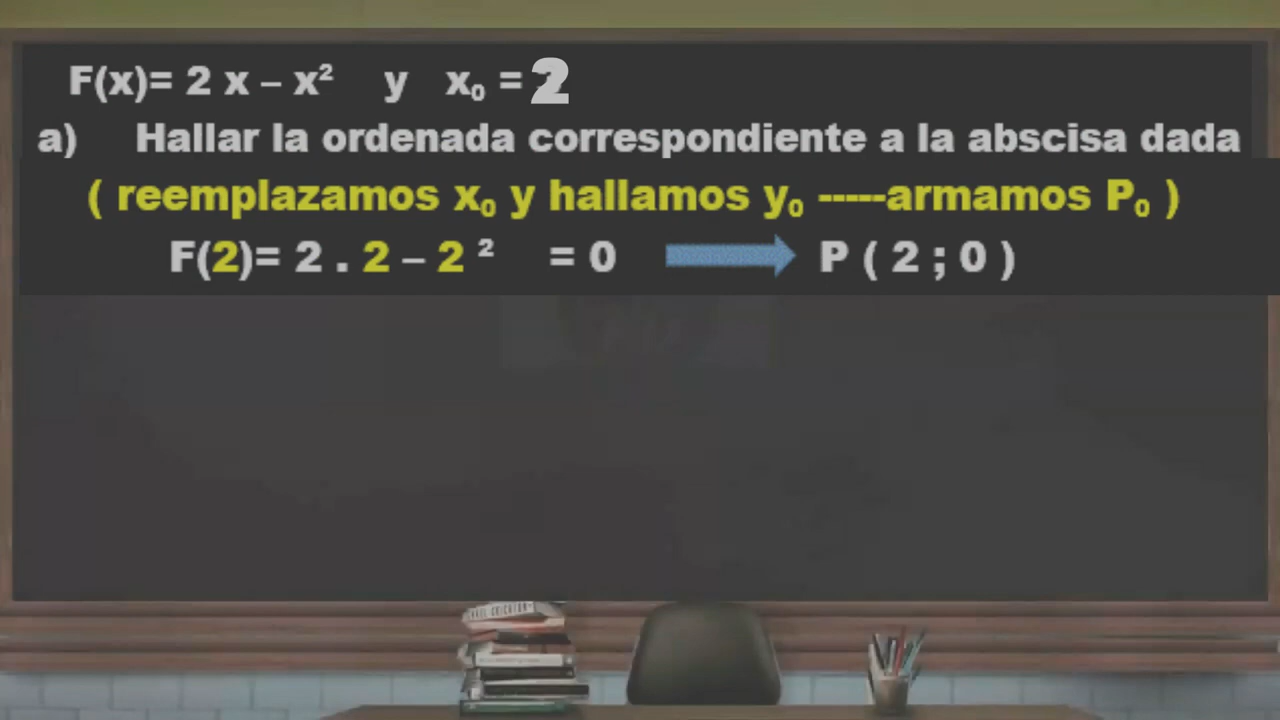 F(x)= 2 x – x² y x₀ = 2
a) Hallar la ordenada correspondiente a la abscisa dada
( reemplazamos x₀ y hallamos y₀ -----armamos P₀ )
F(2)= 2 . 2 – 2 ² = 0 P ( 2 ; 0 )